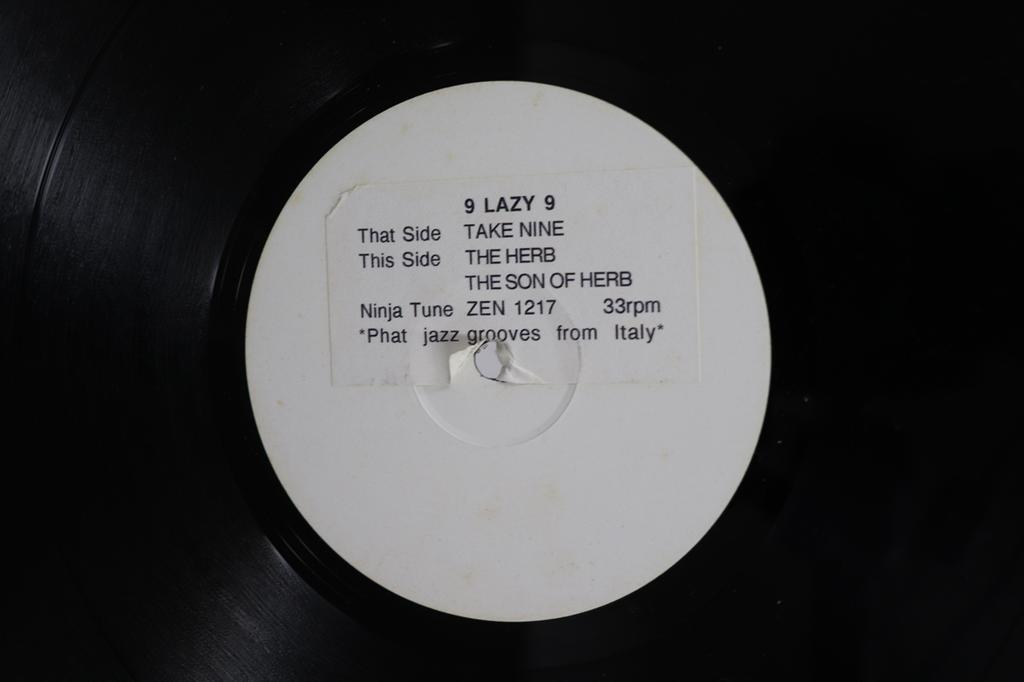 9 LAZY 9
That Side TAKE NINE
This Side THE HERB
THE SON OF HERB
Ninja Tune ZEN 1217 33rpm
*Phat jazz grooves from Italy*